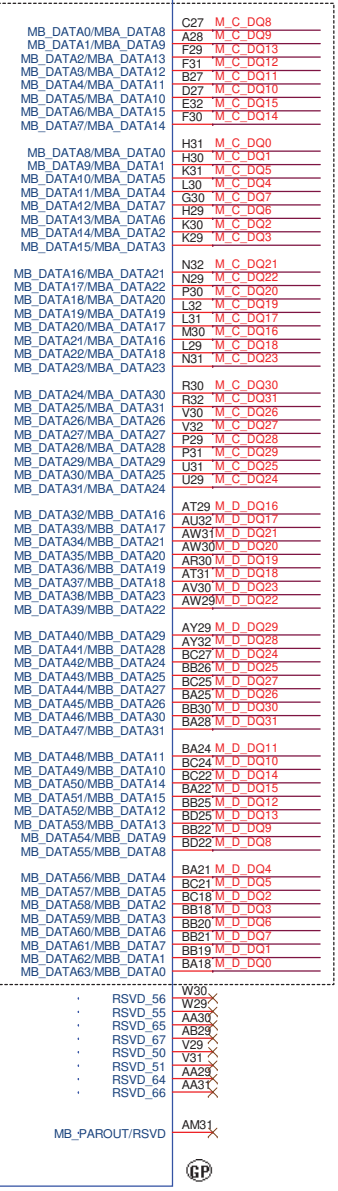 MB_DATA0/MBA_DATA8 C27 M_C_DQ8
MB_DATA1/MBA_DATA9 A28 M_C_DQ9
MB_DATA2/MBA_DATA13 F29 M_C_DQ13
MB_DATA3/MBA_DATA12 F31 M_C_DQ12
MB_DATA4/MBA_DATA11 B27 M_C_DQ11
MB_DATA5/MBA_DATA10 D27 M_C_DQ10
MB_DATA6/MBA_DATA15 E32 M_C_DQ15
MB_DATA7/MBA_DATA14 F30 M_C_DQ14
MB_DATA8/MBA_DATA0 H31 M_C_DQ0
MB_DATA9/MBA_DATA1 H30 M_C_DQ1
MB_DATA10/MBA_DATA5 K31 M_C_DQ5
MB_DATA11/MBA_DATA4 L30 M_C_DQ4
MB_DATA12/MBA_DATA7 G30 M_C_DQ7
MB_DATA13/MBA_DATA6 H29 M_C_DQ6
MB_DATA14/MBA_DATA2 K30 M_C_DQ2
MB_DATA15/MBA_DATA3 K29 M_C_DQ3
MB_DATA16/MBA_DATA21 N32 M_C_DQ21
MB_DATA17/MBA_DATA22 N29 M_C_DQ22
MB_DATA18/MBA_DATA20 P30 M_C_DQ20
MB_DATA19/MBA_DATA19 L32 M_C_DQ19
MB_DATA20/MBA_DATA17 L31 M_C_DQ17
MB_DATA21/MBA_DATA16 M30 M_C_DQ16
MB_DATA22/MBA_DATA18 L29 M_C_DQ18
MB_DATA23/MBA_DATA23 N31 M_C_DQ23
MB_DATA24/MBA_DATA30 R30 M_C_DQ30
MB_DATA25/MBA_DATA31 R32 M_C_DQ31
MB_DATA26/MBA_DATA26 V30 M_C_DQ26
MB_DATA27/MBA_DATA27 V32 M_C_DQ27
MB_DATA28/MBA_DATA28 P29 M_C_DQ28
MB_DATA29/MBA_DATA29 P31 M_C_DQ29
MB_DATA30/MBA_DATA25 U31 M_C_DQ25
MB_DATA31/MBA_DATA24 U29 M_C_DQ24
MB_DATA32/MBB_DATA16 AT29 M_D_DQ16
MB_DATA33/MBB_DATA17 AU32 M_D_DQ17
MB_DATA34/MBB_DATA21 AW31 M_D_DQ21
MB_DATA35/MBB_DATA20 AW30 M_D_DQ20
MB_DATA36/MBB_DATA19 AR30 M_D_DQ19
MB_DATA37/MBB_DATA18 AT31 M_D_DQ18
MB_DATA38/MBB_DATA23 AV30 M_D_DQ23
MB_DATA39/MBB_DATA22 AW29 M_D_DQ22
MB_DATA40/MBB_DATA29 AY29 M_D_DQ29
MB_DATA41/MBB_DATA28 AY32 M_D_DQ28
MB_DATA42/MBB_DATA24 BC27 M_D_DQ24
MB_DATA43/MBB_DATA25 BB26 M_D_DQ25
MB_DATA44/MBB_DATA27 BC25 M_D_DQ27
MB_DATA45/MBB_DATA26 BA25 M_D_DQ26
MB_DATA46/MBB_DATA30 BB30 M_D_DQ30
MB_DATA47/MBB_DATA31 BA28 M_D_DQ31
MB_DATA48/MBB_DATA11 BA24 M_D_DQ11
MB_DATA49/MBB_DATA10 BC24 M_D_DQ10
MB_DATA50/MBB_DATA14 BC22 M_D_DQ14
MB_DATA51/MBB_DATA15 BA22 M_D_DQ15
MB_DATA52/MBB_DATA12 BB25 M_D_DQ12
MB_DATA53/MBB_DATA13 BD25 M_D_DQ13
MB_DATA54/MBB_DATA9 BB22 M_D_DQ9
MB_DATA55/MBB_DATA8 BD22 M_D_DQ8
MB_DATA56/MBB_DATA4 BA21 M_D_DQ4
MB_DATA57/MBB_DATA5 BC21 M_D_DQ5
MB_DATA58/MBB_DATA2 BC18 M_D_DQ2
MB_DATA59/MBB_DATA3 BB18 M_D_DQ3
MB_DATA60/MBB_DATA6 BB20 M_D_DQ6
MB_DATA61/MBB_DATA7 BB21 M_D_DQ7
MB_DATA62/MBB_DATA1 BB19 M_D_DQ1
MB_DATA63/MBB_DATA0 BA18 M_D_DQ0
RSVD_56 W30
RSVD_55 W29
RSVD_65 AA30
RSVD_67 AB29
RSVD_50 V29
RSVD_51 V31
RSVD_64 AA29
RSVD_66 AA31
MB_PAROUT/RSVD AM31
GP